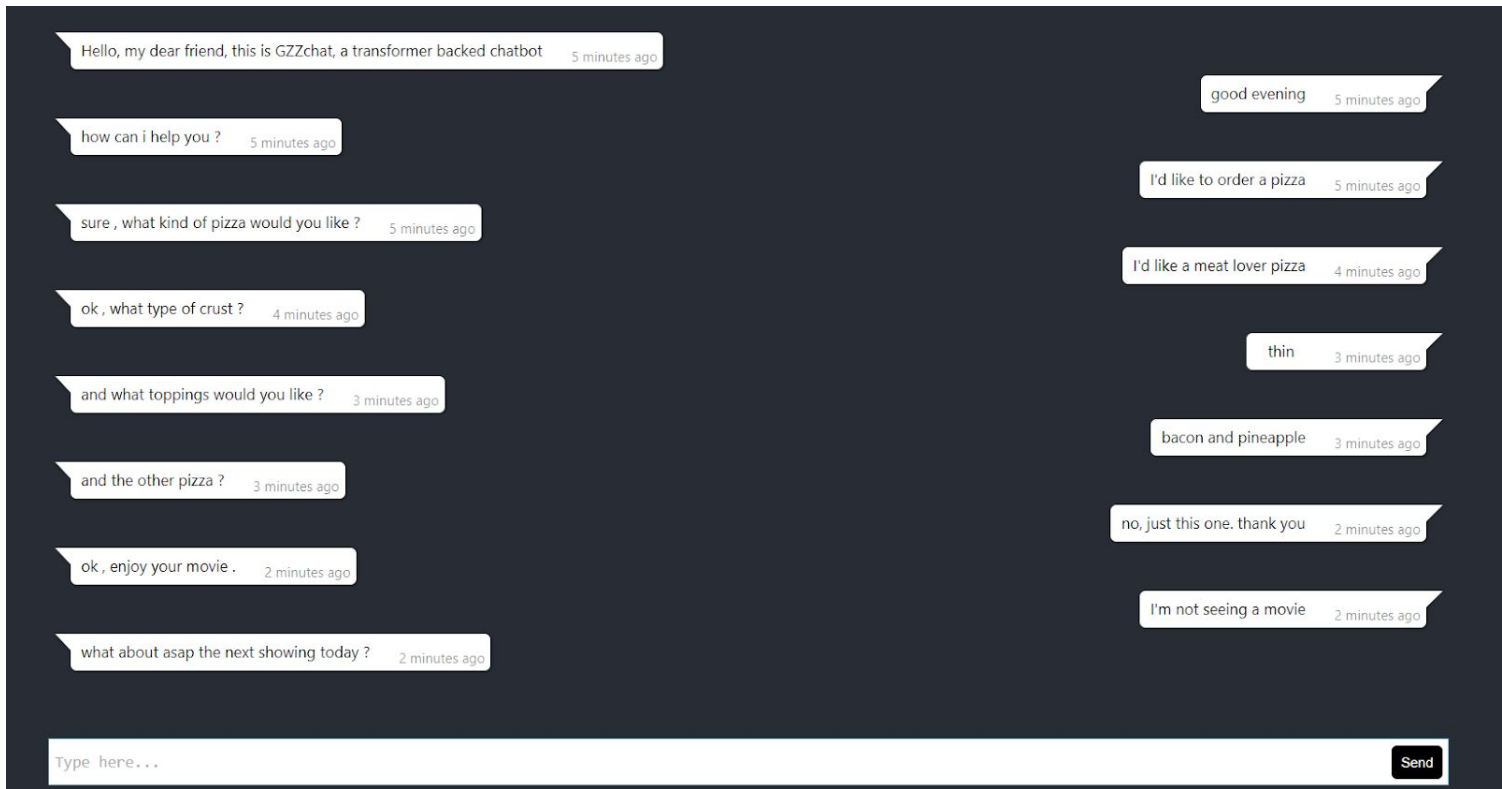 Hello, my dear friend, this is GZZchat, a transformer backed chatbot 5 minutes ago
good evening 5 minutes ago
how can i help you ? 5 minutes ago
I'd like to order a pizza 5 minutes ago
sure , what kind of pizza would you like ? 5 minutes ago
I'd like a meat lover pizza 4 minutes ago
ok , what type of crust ? 4 minutes ago
thin 3 minutes ago
and what toppings would you like ? 3 minutes ago
bacon and pineapple 3 minutes ago
and the other pizza ? 3 minutes ago
no, just this one. thank you 2 minutes ago
ok , enjoy your movie . 2 minutes ago
I'm not seeing a movie 2 minutes ago
what about asap the next showing today ? 2 minutes ago
Type here... Send